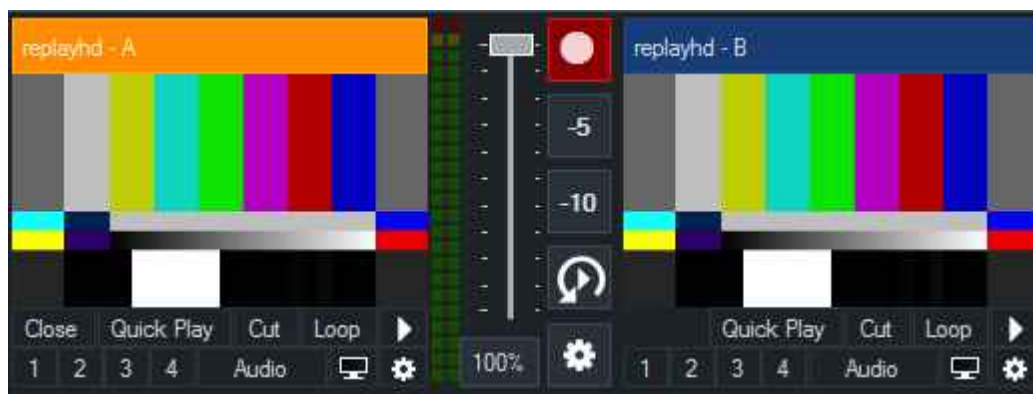 replayhd - A
replayhd - B
-5
-10
Close Quick Play Cut Loop
1 2 3 4 Audio
100%
Quick Play Cut Loop
1 2 3 4 Audio